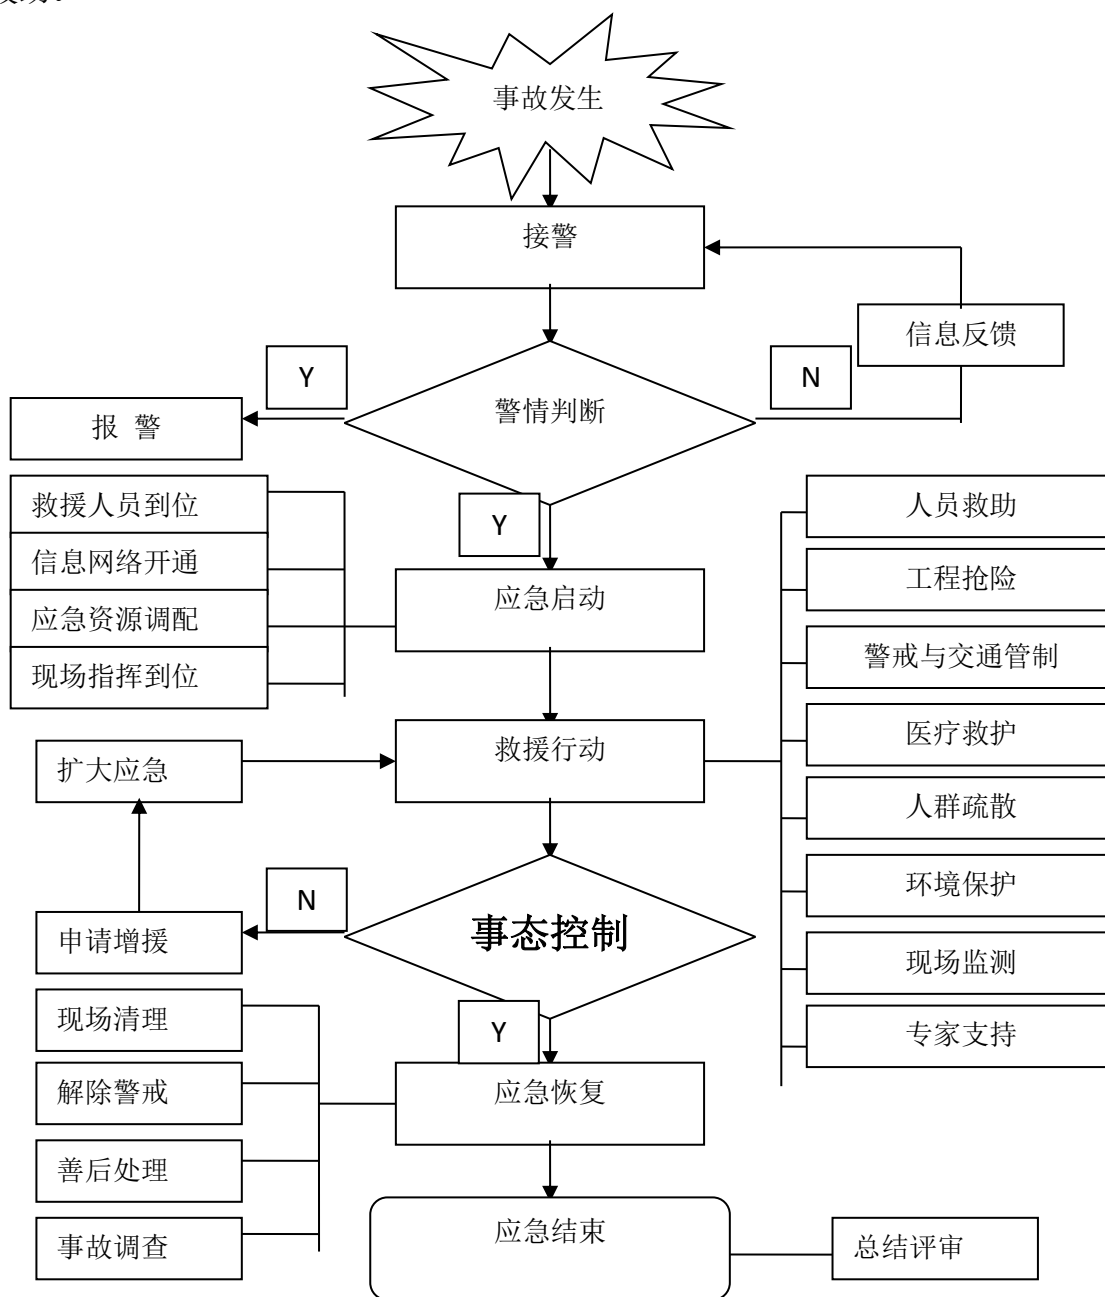 事故发生
接警
信息反馈
Y
N
警情判断
报 警
救援人员到位
信息网络开通
应急资源调配
现场指挥到位
Y
应急启动
人员救助
工程抢险
警戒与交通管制
医疗救护
人群疏散
环境保护
现场监测
专家支持
救援行动
扩大应急
N
申请增援
事态控制
Y
现场清理
解除警戒
善后处理
事故调查
应急恢复
应急结束
总结评审